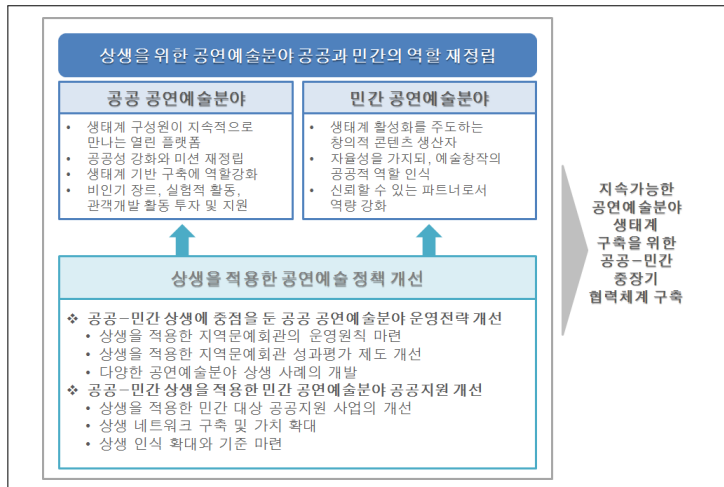 상생을 위한 공연예술분야 공공과 민간의 역할 재정립
공공 공연예술분야
• 생태계 구성원이 지속적으로
만나는 열린 플랫폼
• 공공성 강화와 미션 재정립
• 생태계 기반 구축에 역할강화
• 비인기 장르, 실험적 활동,
관객개발 활동 투자 및 지원
민간 공연예술분야
• 생태계 활성화를 주도하는
창의적 콘텐츠 생산자
• 자율성을 가지되, 예술창작의
공공적 역할 인식
• 신뢰할 수 있는 파트너로서
역량 강화
상생을 적용한 공연예술 정책 개선
❖ 공공-민간 상생에 중점을 둔 공공 공연예술분야 운영전략 개선
• 상생을 적용한 지역문예회관의 운영원칙 마련
• 상생을 적용한 지역문예회관 성과평가 제도 개선
• 다양한 공연예술분야 상생 사례의 개발
❖ 공공-민간 상생을 적용한 민간 공연예술분야 공공지원 개선
• 상생을 적용한 민간 대상 공공지원 사업의 개선
• 상생 네트워크 구축 및 가치 확대
• 상생 인식 확대와 기준 마련
지속가능한
공연예술분야
생태계
구축을 위한
공공-민간
중장기
협력체계 구축